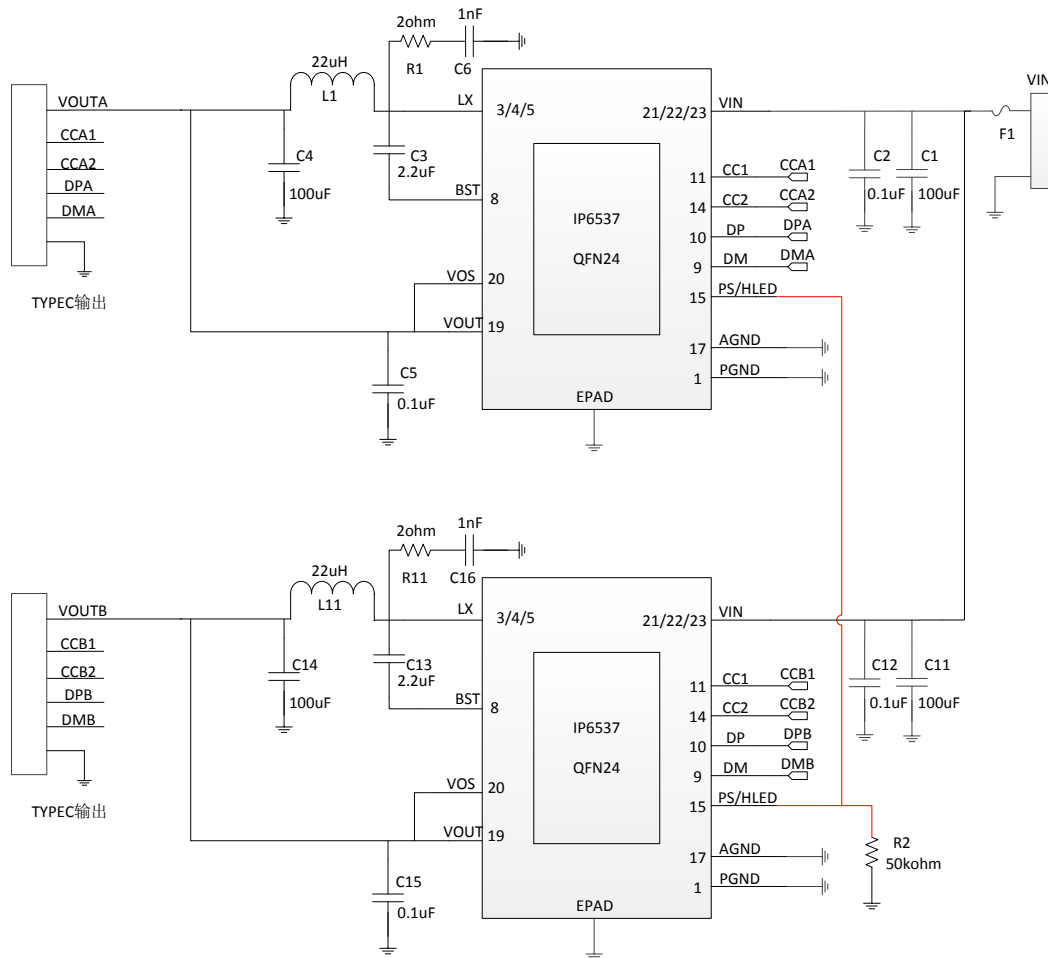 2ohm
1nF
R1
C6
22uH
L1
VIN
VOUTA
LX
3/4/5
21/22/23
VIN
F1
CCA1
CCA2
DPA
DMA
C4
100uF
C3
2.2uF
BST
8
IP6537
QFN24
11
CC1
CCA1
14
CC2
CCA2
10
DP
DPA
9
DM
DMA
C2
0.1uF
C1
100uF
TYPEC输出
VOS
20
VOUT
19
15
PS/HLED
17
AGND
1
PGND
C5
0.1uF
EPAD
2ohm
1nF
R11
C16
22uH
L11
VOUTB
LX
3/4/5
21/22/23
VIN
CCB1
CCB2
DPB
DMB
C14
100uF
C13
2.2uF
BST
8
IP6537
QFN24
11
CC1
CCB1
14
CC2
CCB2
10
DP
DPB
9
DM
DMB
C12
0.1uF
C11
100uF
TYPEC输出
VOS
20
VOUT
19
15
PS/HLED
17
AGND
1
PGND
R2
50kohm
C15
0.1uF
EPAD